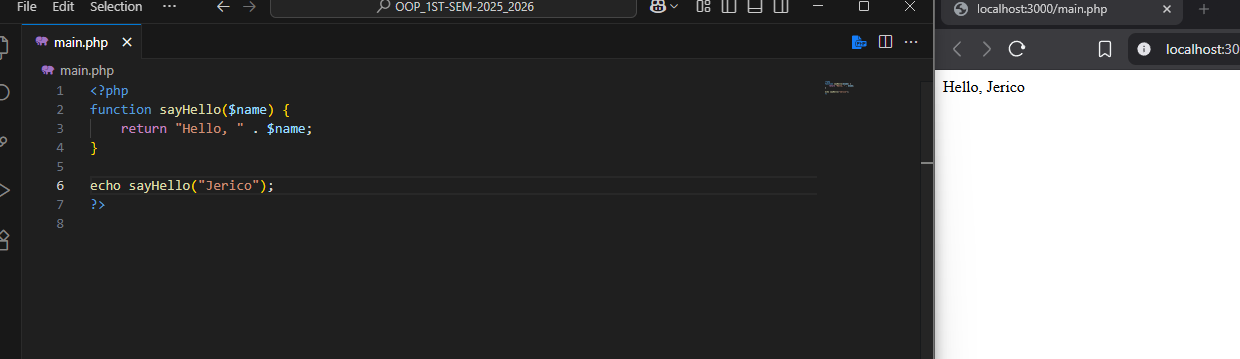 File Edit Selection ··· OOP_1ST-SEM-2025_2026
main.php
main.php
1 <?php
2 function sayHello($name) {
3     return "Hello, " . $name;
4 }
5
6 echo sayHello("Jerico");
7 ?>
8
localhost:3000/main.php
localhost:30
Hello, Jerico